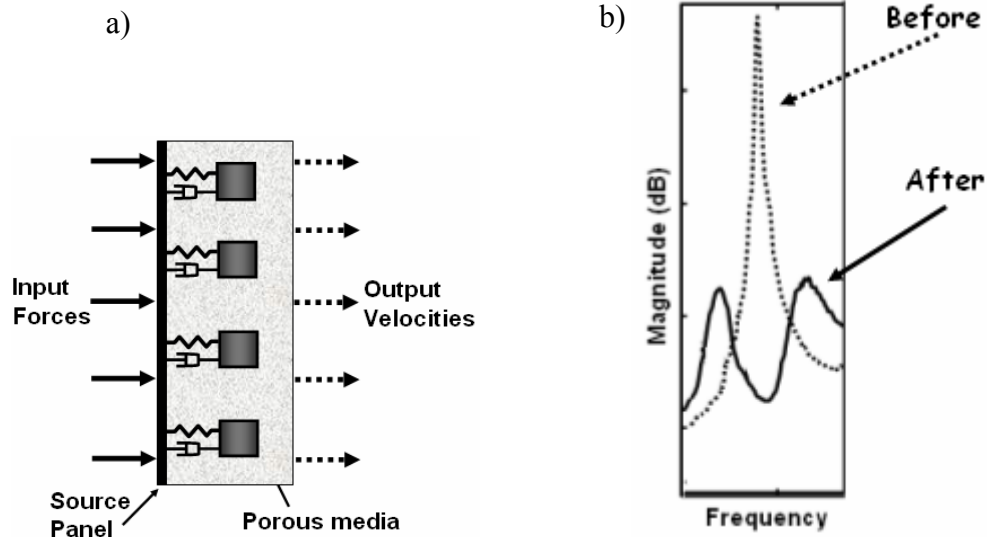 a)
Input
Forces
Output
Velocities
Source
Panel
Porous media
b)
Before
After
Magnitude (dB)
Frequency